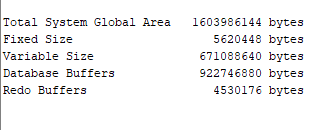 Total System Global Area 1603986144 bytes
Fixed Size 5620448 bytes
Variable Size 671088640 bytes
Database Buffers 922746880 bytes
Redo Buffers 4530176 bytes